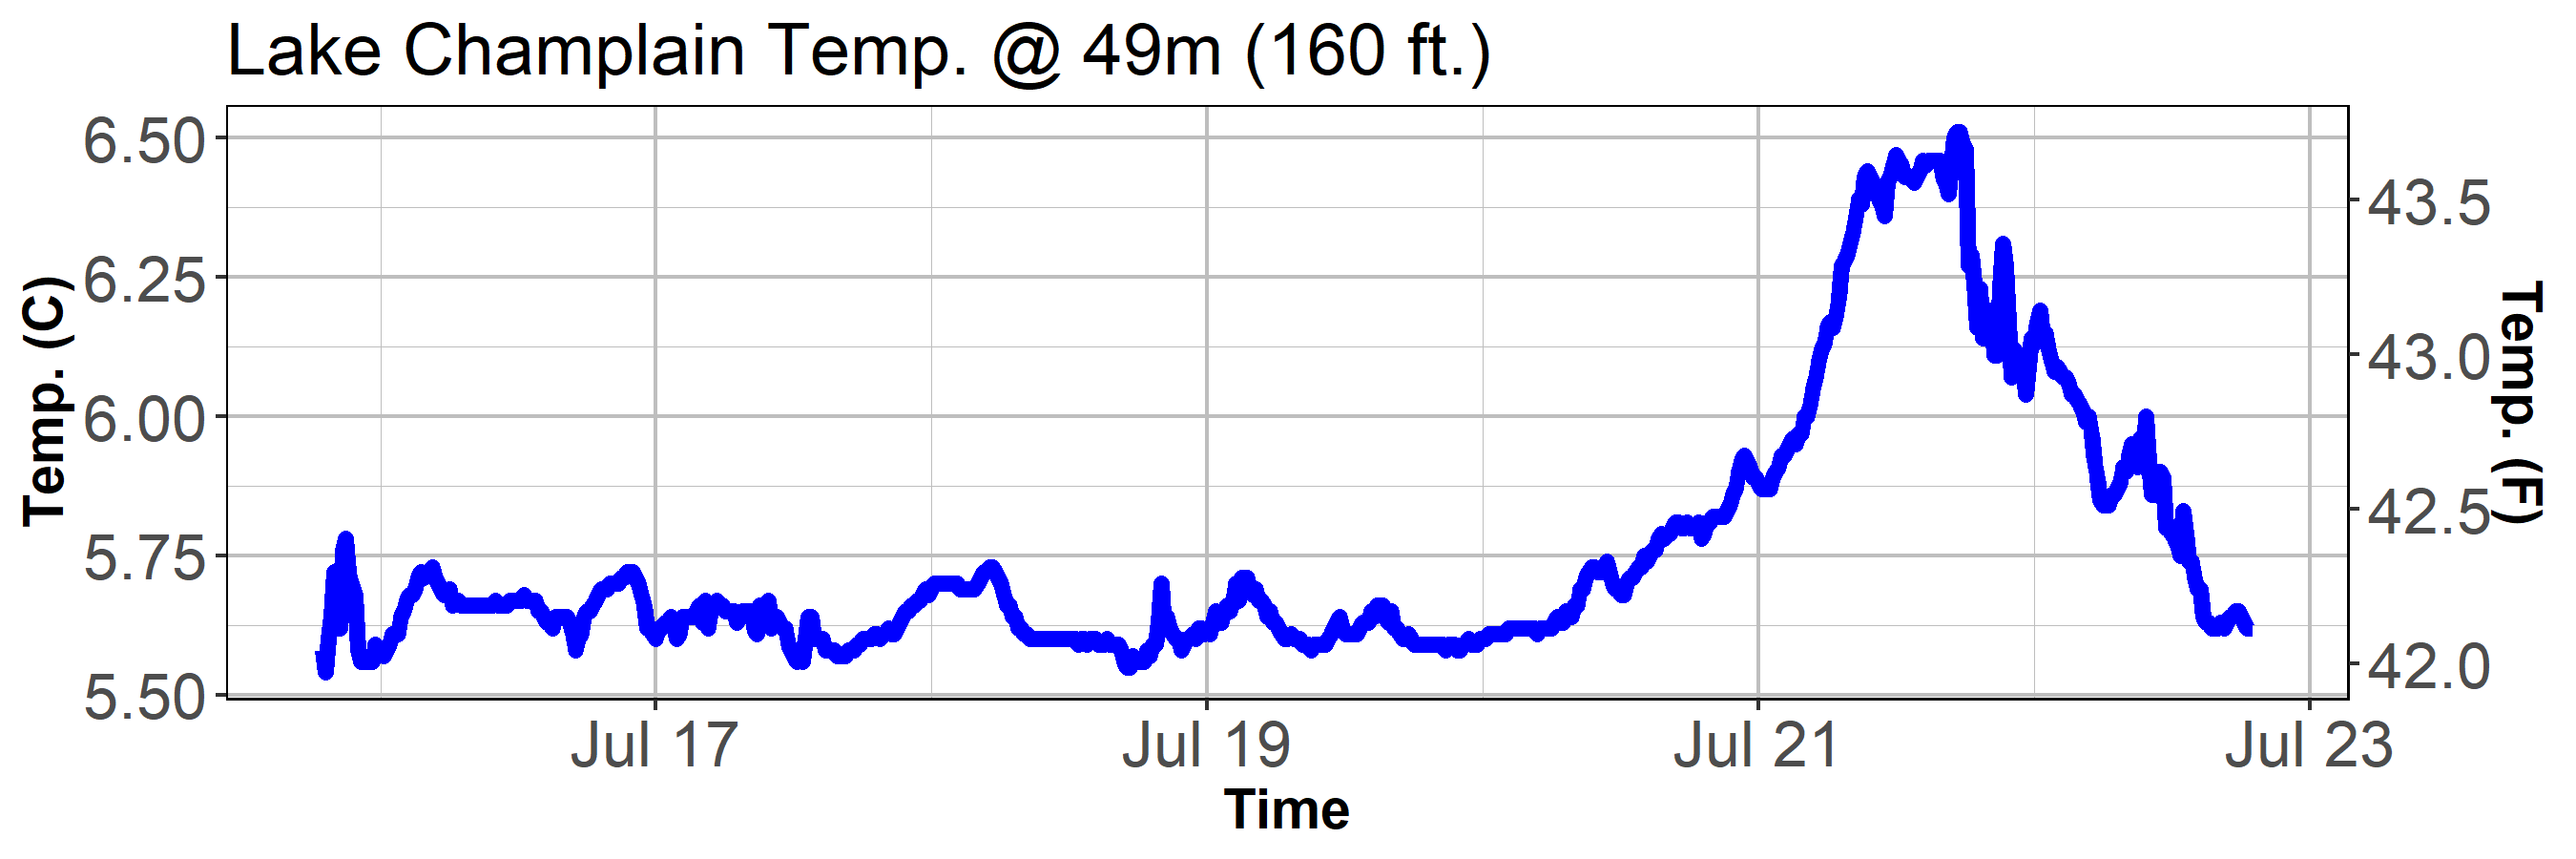 Lake Champlain Temp. @ 49m (160 ft.)
6.50
6.25
6.00
5.75
5.50
Temp. (C)
43.5
43.0
42.5
42.0
Temp. (F)
Jul 17 Jul 19 Jul 21 Jul 23
Time